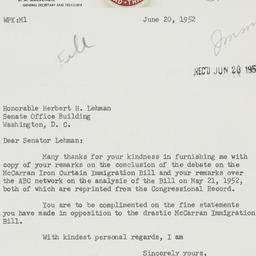 GENERAL SECRETARY AND TREASURER
WPK:Ml
June 20, 1952
REC'D JUN 23 195
Honorable Herbert H. Lehman
Senate Office Building
Washington, D. C.
Dear Senator Lehman:
Many thanks for your kindness in furnishing me with
copy of your remarks on the conclusion of the debate on the
McCarran Iron Curtain Immigration Bill and your remarks over
the ABC network on the analysis of the Bill on May 21, 1952,
both of which are reprinted from the Congressional Record.
You are to be complimented on the fine statements
you have made in opposition to the drastic McCarran Immigration
Bill.
With kindest personal regards, I am
Sincerely yours,